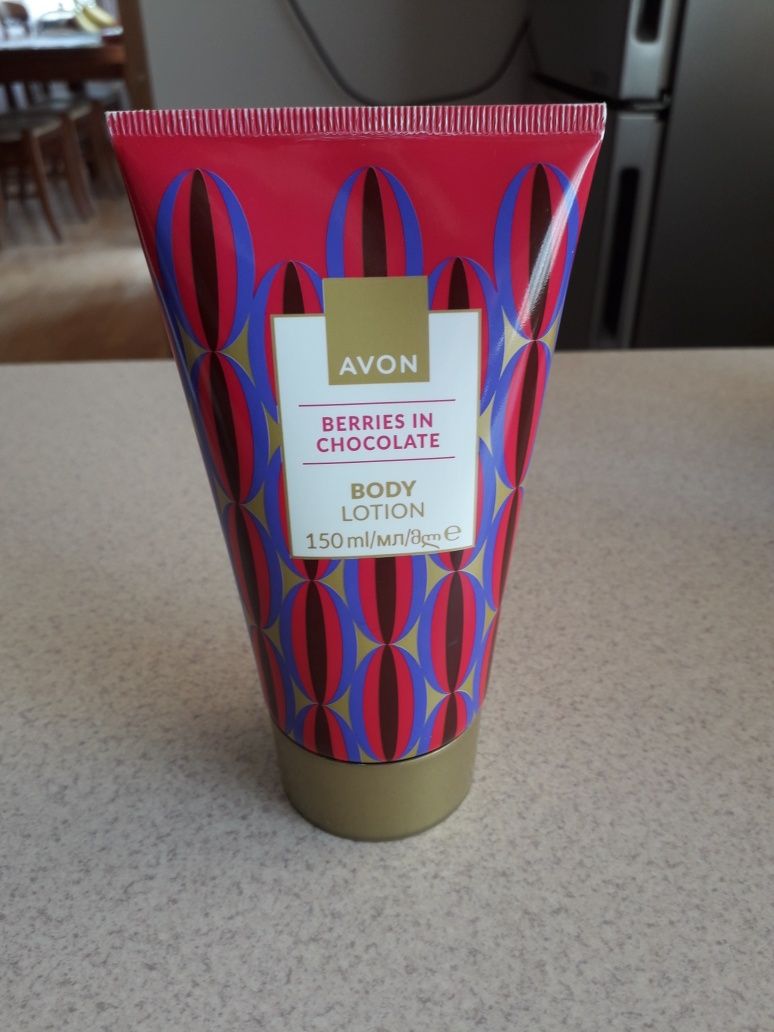 AVON
BERRIES IN
CHOCOLATE
BODY
LOTION
150 ml/мл/მლ ℮